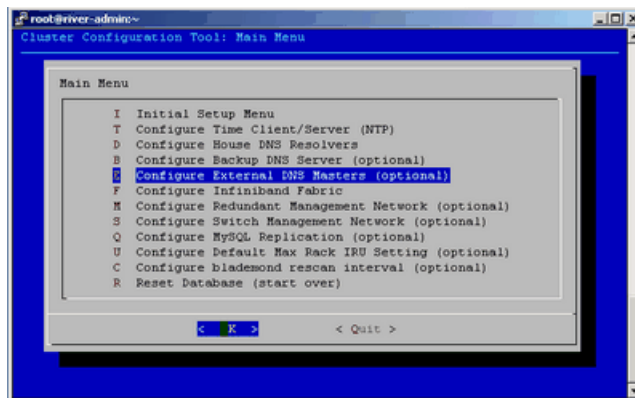 root@river-admin:~
Cluster Configuration Tool: Main Menu
Main Menu
I Initial Setup Menu
T Configure Time Client/Server (NTP)
D Configure House DNS Resolvers
B Configure Backup DNS Server (optional)
E Configure External DNS Masters (optional)
F Configure Infiniband Fabric
M Configure Redundant Management Network (optional)
S Configure Switch Management Network (optional)
Q Configure MySQL Replication (optional)
U Configure Default Max Rack IRU Setting (optional)
C Configure blademond rescan interval (optional)
R Reset Database (start over)
< K > < Quit >